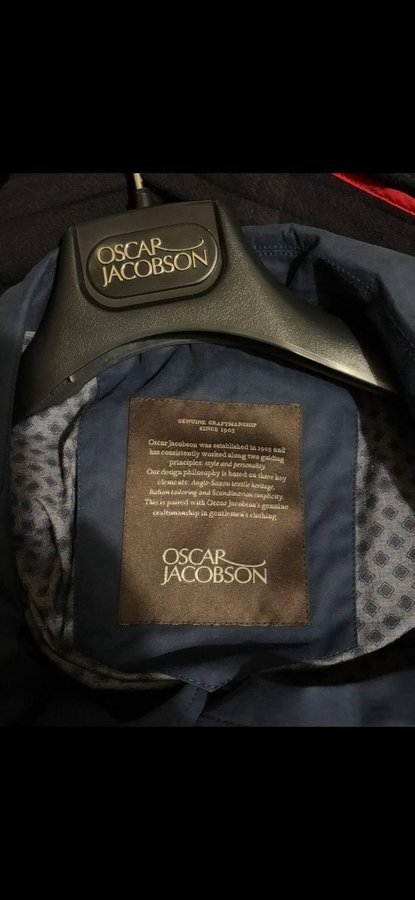 OSCAR
JACOBSON
GENUINE CRAFTMANSHIP
SINCE 1903
Oscar Jacobson was established in 1903 and
has consistently worked along two guiding
principles: style and personality.
Our design philosophy is based on three key
elements: Anglo-Saxon textile heritage,
Italian tailoring and Scandinavian simplicity.
This is paired with Oscar Jacobson's genuine
craftmanship in gentlemen's clothing
OSCAR
JACOBSON